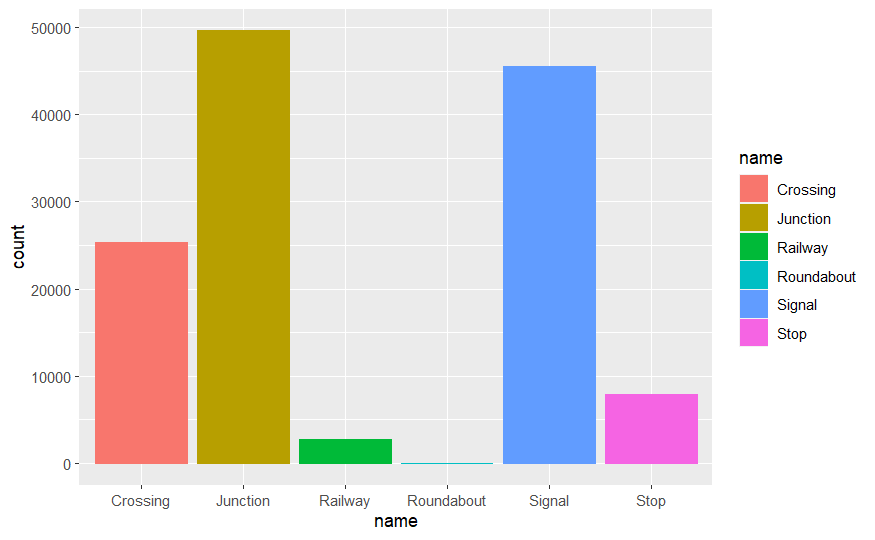 50000
40000
30000
20000
10000
0
count
Crossing Junction Railway Roundabout Signal Stop
name
name
Crossing
Junction
Railway
Roundabout
Signal
Stop